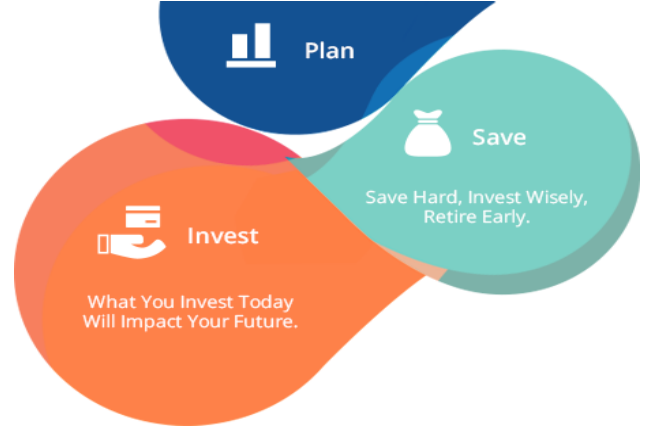 Plan
Save
Save Hard, Invest Wisely,
Retire Early.
Invest
What You Invest Today
Will Impact Your Future.